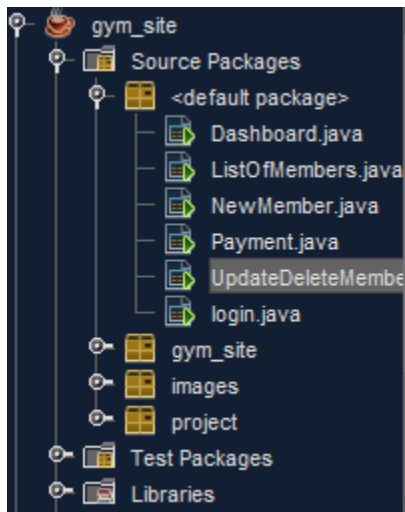 gym_site
Source Packages
<default package>
Dashboard.java
ListOfMembers.java
NewMember.java
Payment.java
UpdateDeleteMembe
login.java
gym_site
images
project
Test Packages
Libraries